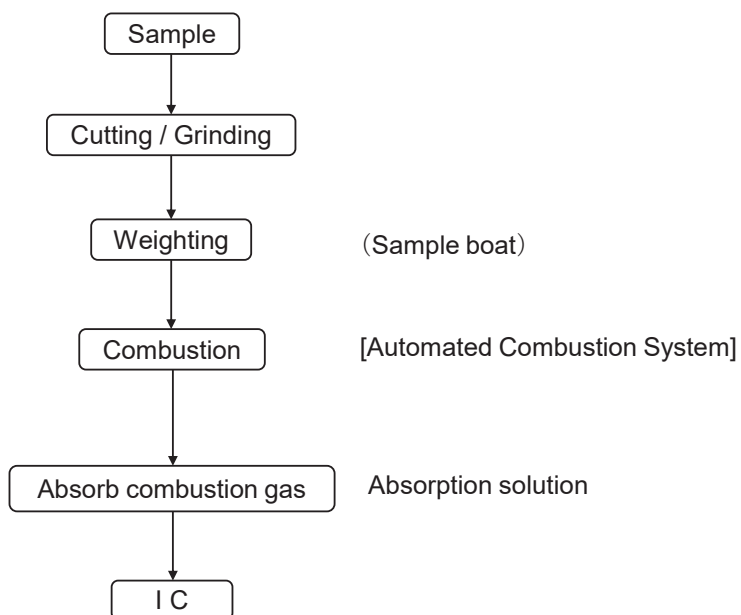 Sample
Cutting / Grinding
Weighting
（Sample boat）
Combustion
[Automated Combustion System]
Absorb combustion gas
Absorption solution
I C